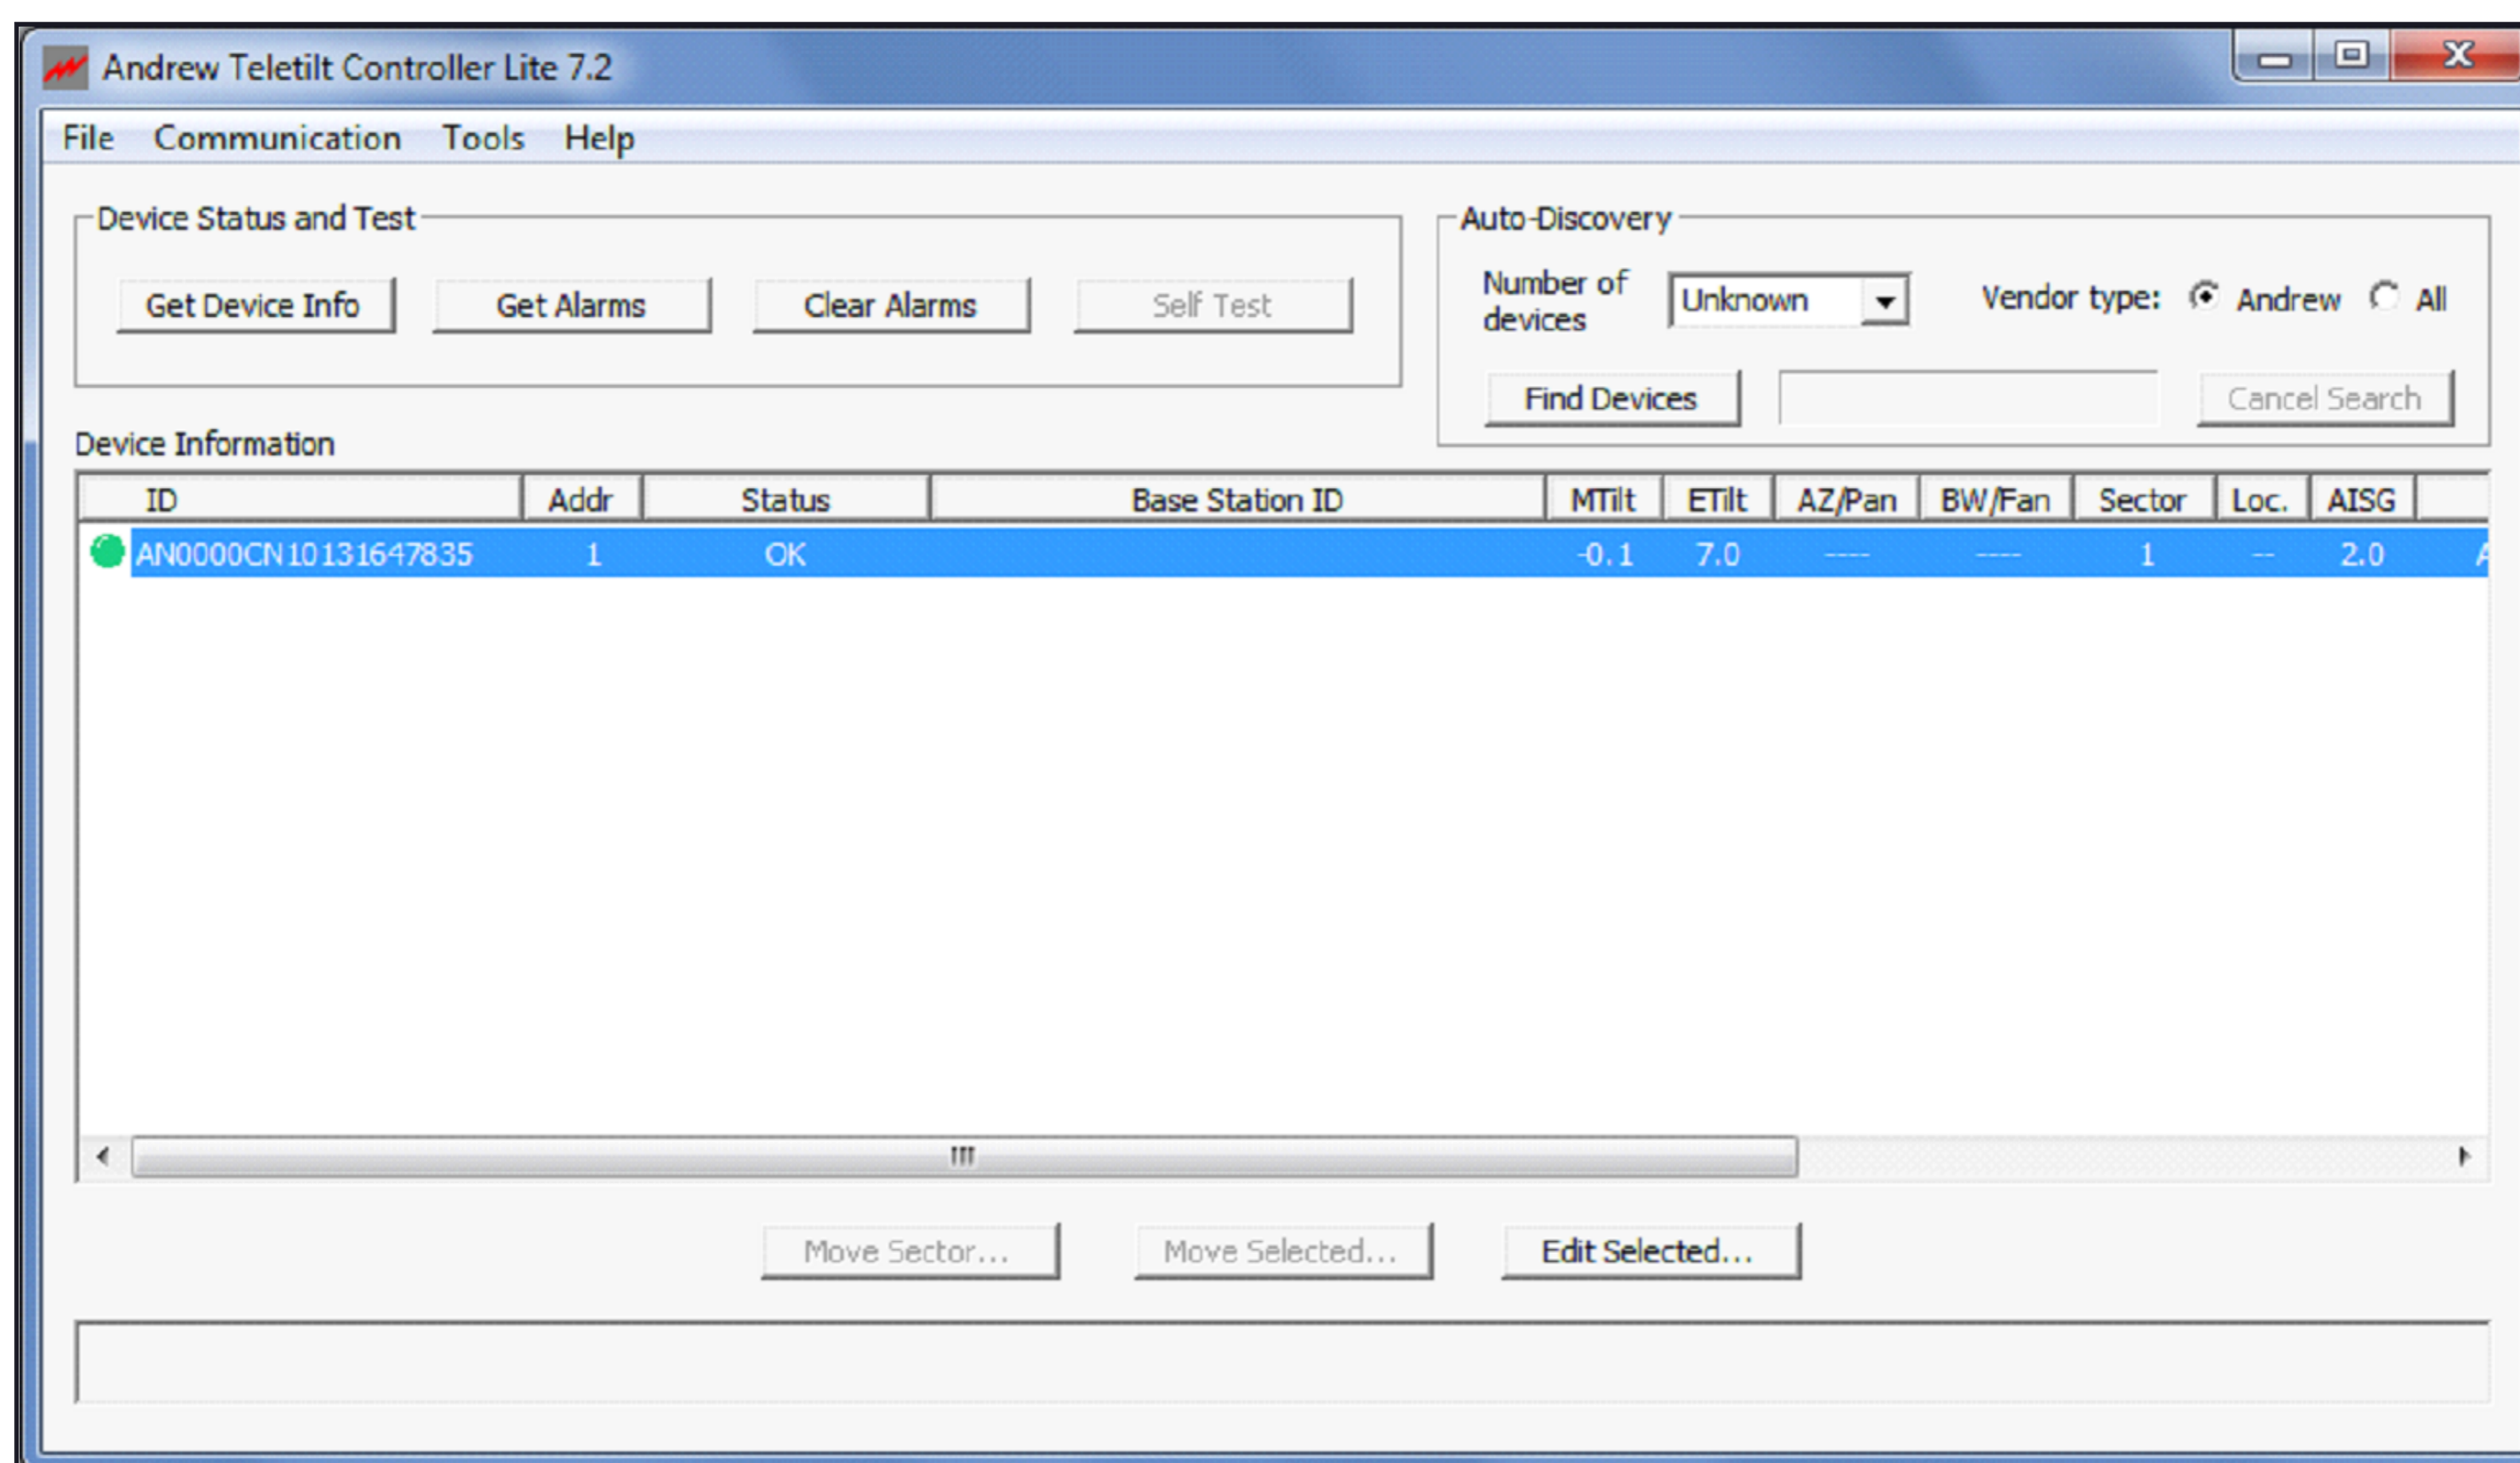 Andrew Teletilt Controller Lite 7.2
File Communication Tools Help
Device Status and Test
Get Device Info Get Alarms Clear Alarms Self Test
Auto-Discovery
Number of
devices
Unknown Vendor type: Andrew All
Find Devices Cancel Search
Device Information
ID Addr Status Base Station ID MTilt ETilt AZ/Pan BW/Fan Sector Loc. AISG
AN0000CN10131647835 1 OK -0.1 7.0 ---- ---- 1 -- 2.0
Move Sector... Move Selected... Edit Selected...